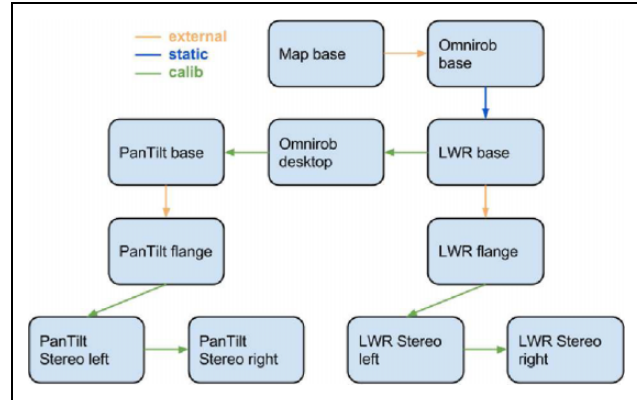 external
static
calib
Map base
Omnirob
base
PanTilt base
Omnirob
desktop
LWR base
PanTilt flange
LWR flange
PanTilt
Stereo left
PanTilt
Stereo right
LWR Stereo
left
LWR Stereo
right